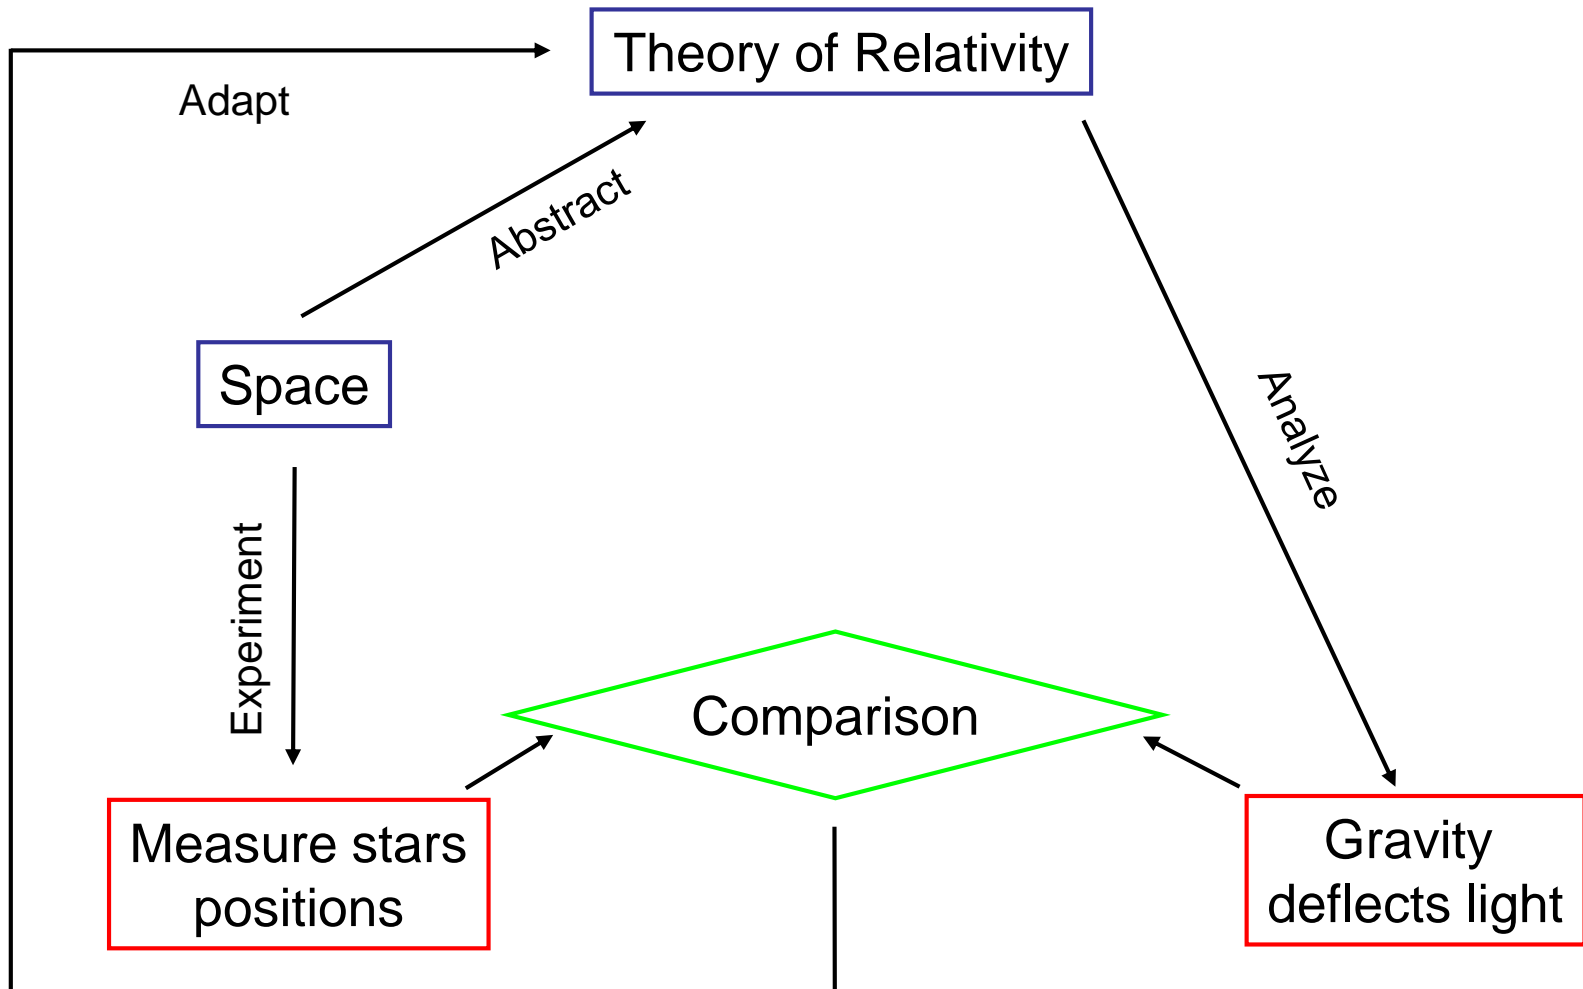 Theory of Relativity
Adapt
Abstract
Space
Analyze
Experiment
Comparison
Measure stars
positions
Gravity
deflects light